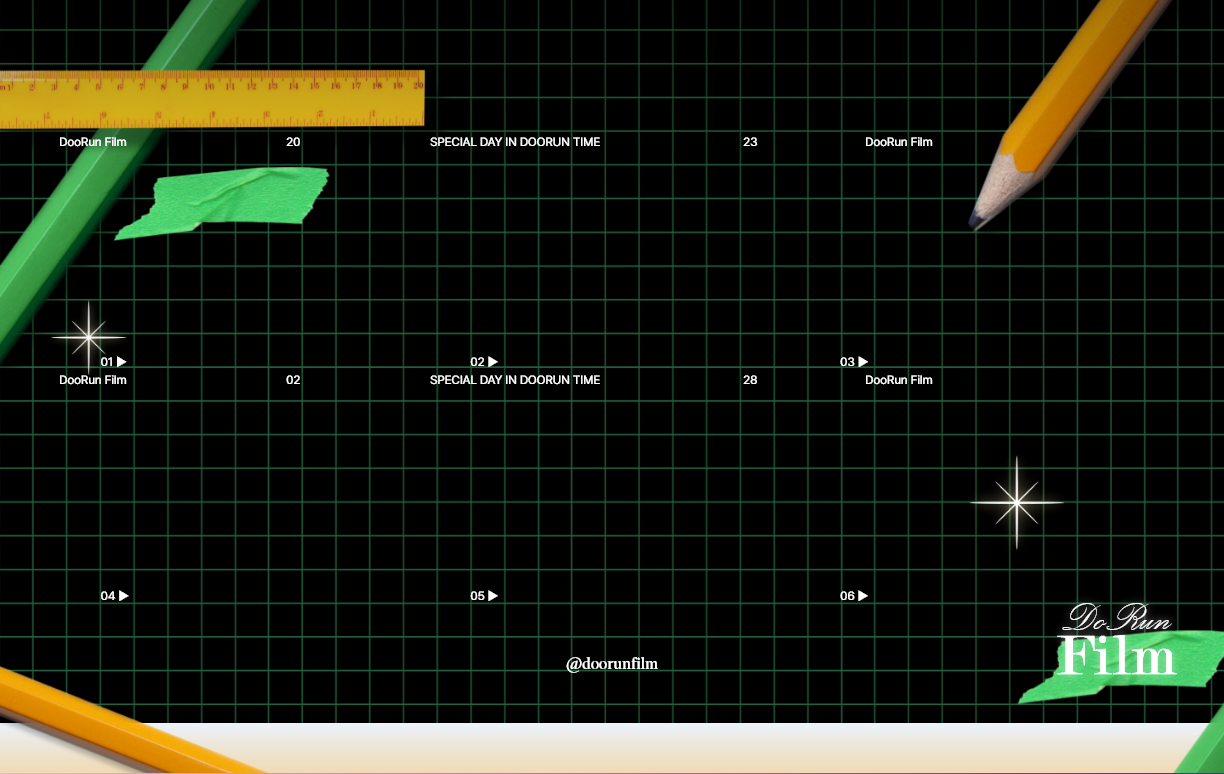 DooRun Film 20 SPECIAL DAY IN DOORUN TIME 23 DooRun Film
01 ▶ 02 ▶ 03 ▶
DooRun Film 02 SPECIAL DAY IN DOORUN TIME 28 DooRun Film
04 ▶ 05 ▶ 06 ▶
DoRun
Film
@doorunfilm